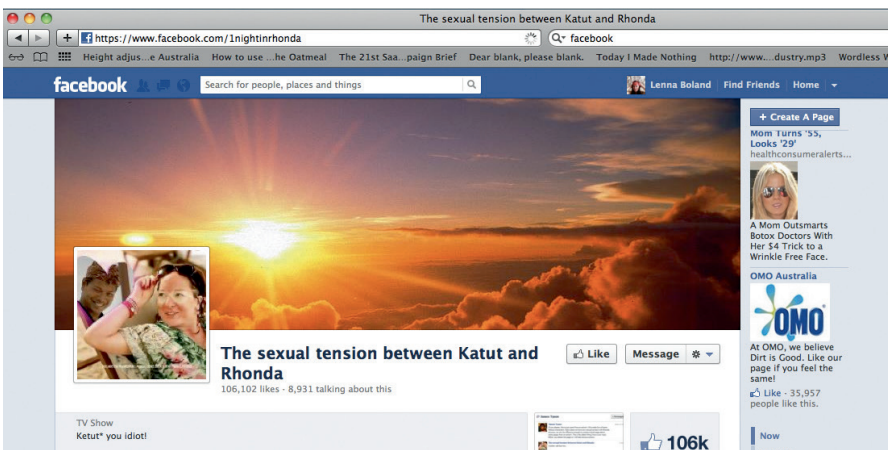 The sexual tension between Katut and Rhonda
https://www.facebook.com/1nightinrhonda
facebook
Height adjus...e Australia How to use ...he Oatmeal The 21st Saa...paign Brief Dear blank, please blank. Today I Made Nothing http://www....dustry.mp3 Wordless W
facebook
Search for people, places and things
Lenna Boland Find Friends Home
+ Create A Page
Mom Turns '55,
Looks '29'
healthconsumeralerts...
A Mom Outsmarts
Botox Doctors With
Her $4 Trick to a
Wrinkle Free Face.
OMO Australia
OMO
At OMO, we believe
Dirt is Good. Like our
page if you feel the
same!
Like · 35,957
people like this.
Now
The sexual tension between Katut and
Rhonda
106,102 likes · 8,931 talking about this
Like
Message
TV Show
Ketut* you idiot!
106k